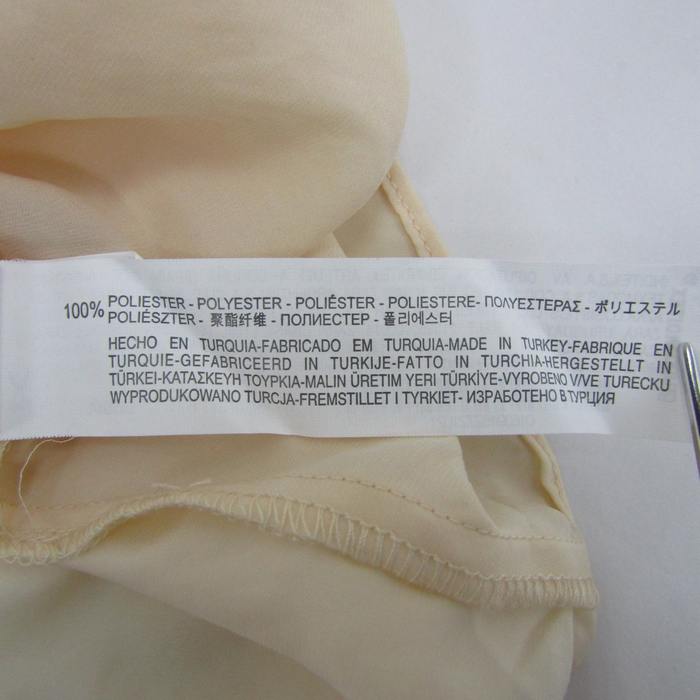 100% POLIESTER - POLYESTER - POLIÉSTER - POLIESTERE- ΠΟΛΥΕΣΤΕΡΑΣ - ポリエステル
POLIÉSZTER - 聚酯纤维 - ПОЛИЕСТЕР - 폴리에스터
HECHO EN TURQUIA-FABRICADO EM TURQUIA-MADE IN TURKEY-FABRIQUE EN
TURQUIE-GEFABRICEERD IN TURKIJE-FATTO IN TURCHIA-HERGESTELLT IN
TÜRKEI-ΚΑΤΑΣΚΕΥΗ ΤΟΥΡΚΙΑ-MALIN ÜRETIM YERI TÜRKİYE-VYROBENO V/VE TURECKU
WYPRODUKOWANO TURCJA-FREMSTILLET I TYRKIET- ИЗРАБОТЕНО В ТУРЦИЯ